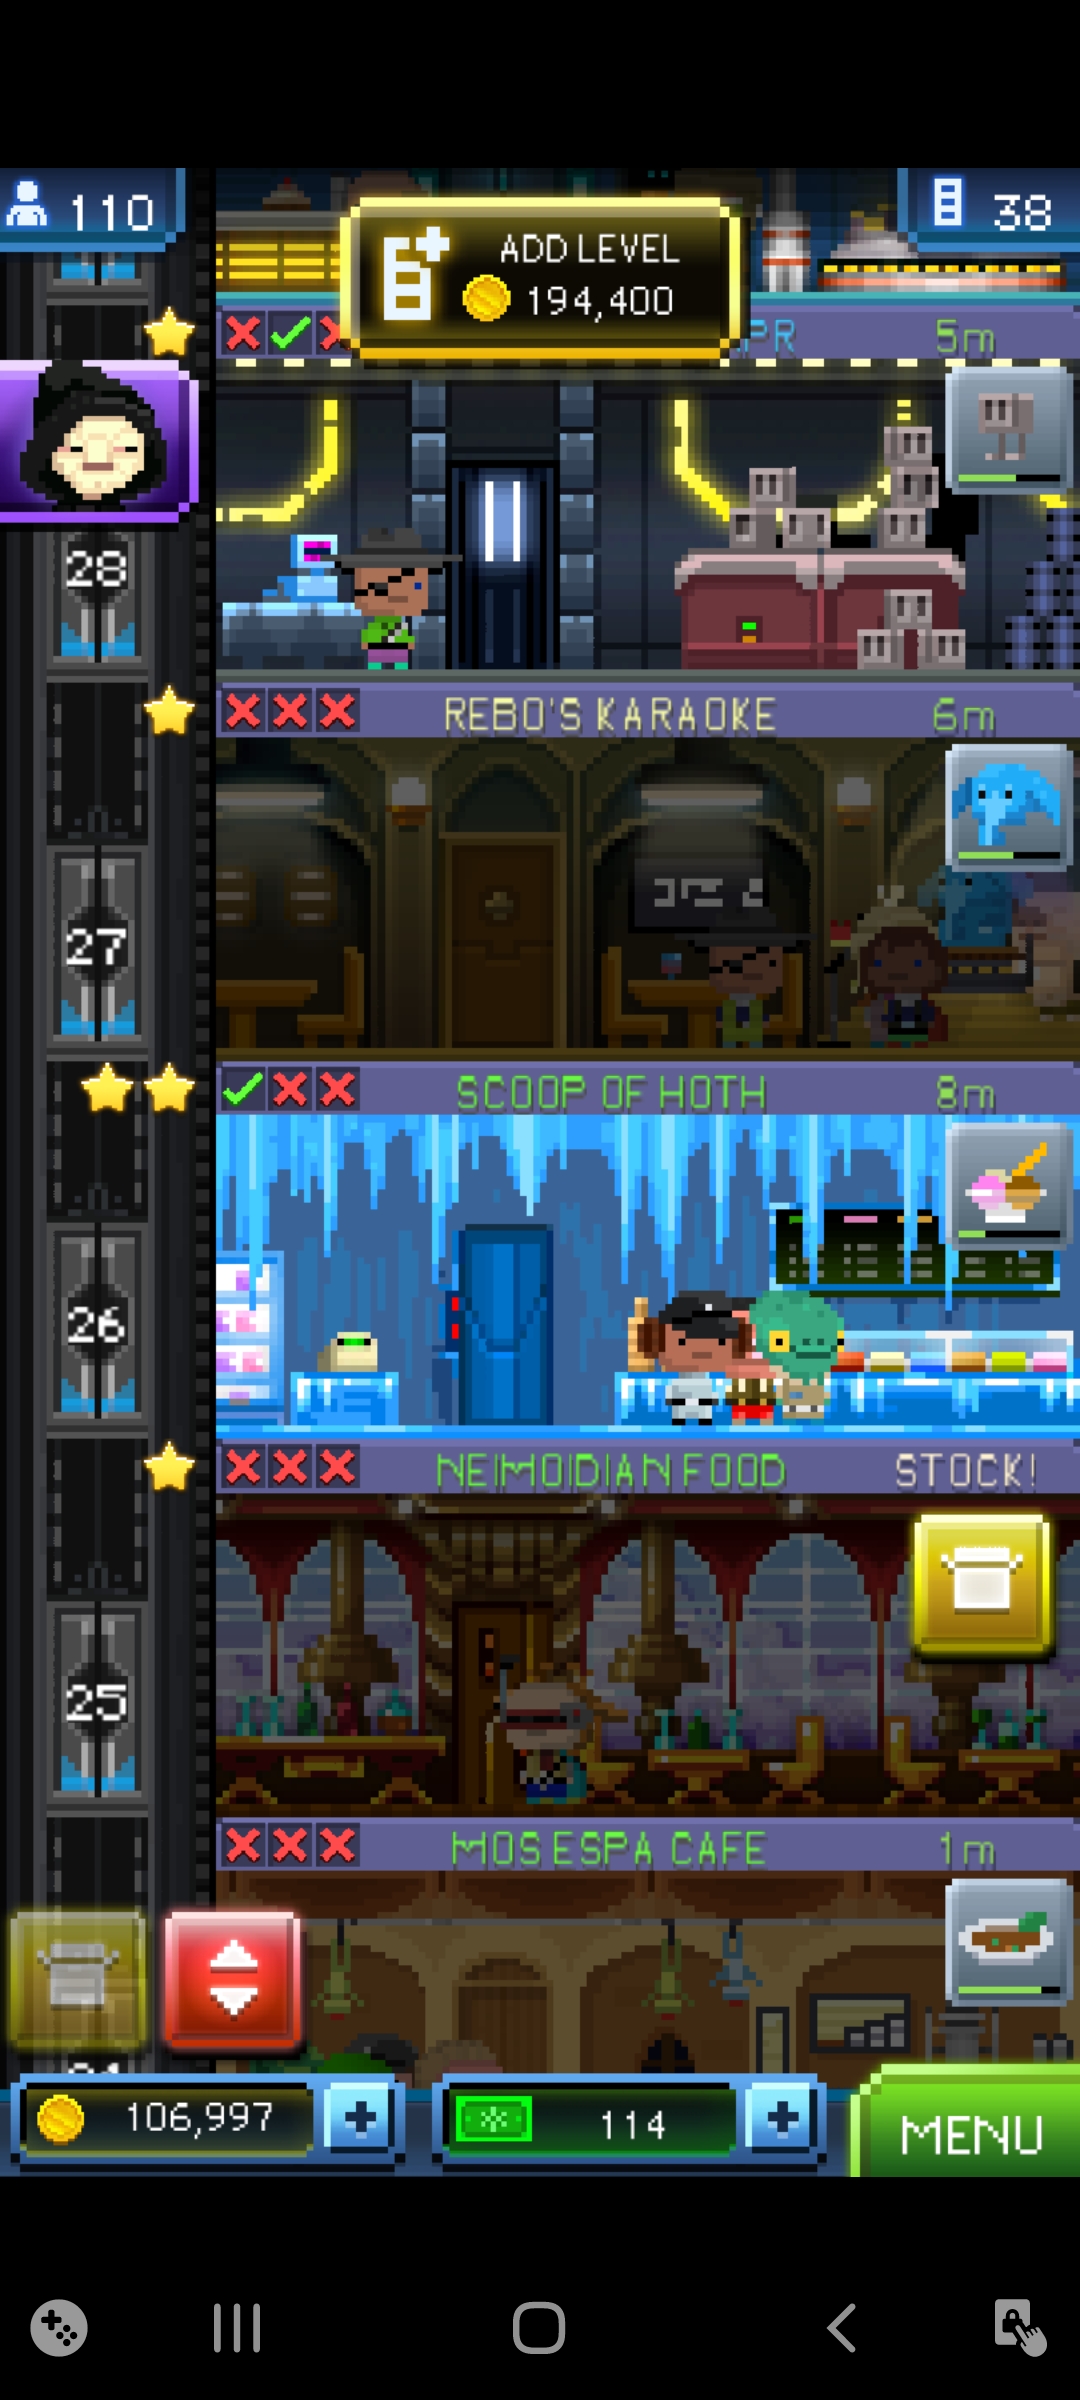 110
38
ADD LEVEL
194,400
PR 5m
28
REBO'S KARAOKE 6m
27
SCOOP OF HOTH 8m
26
NEIMOIDIAN FOOD STOCK!
25
MOS ESPA CAFE 1m
106,997
114
MENU